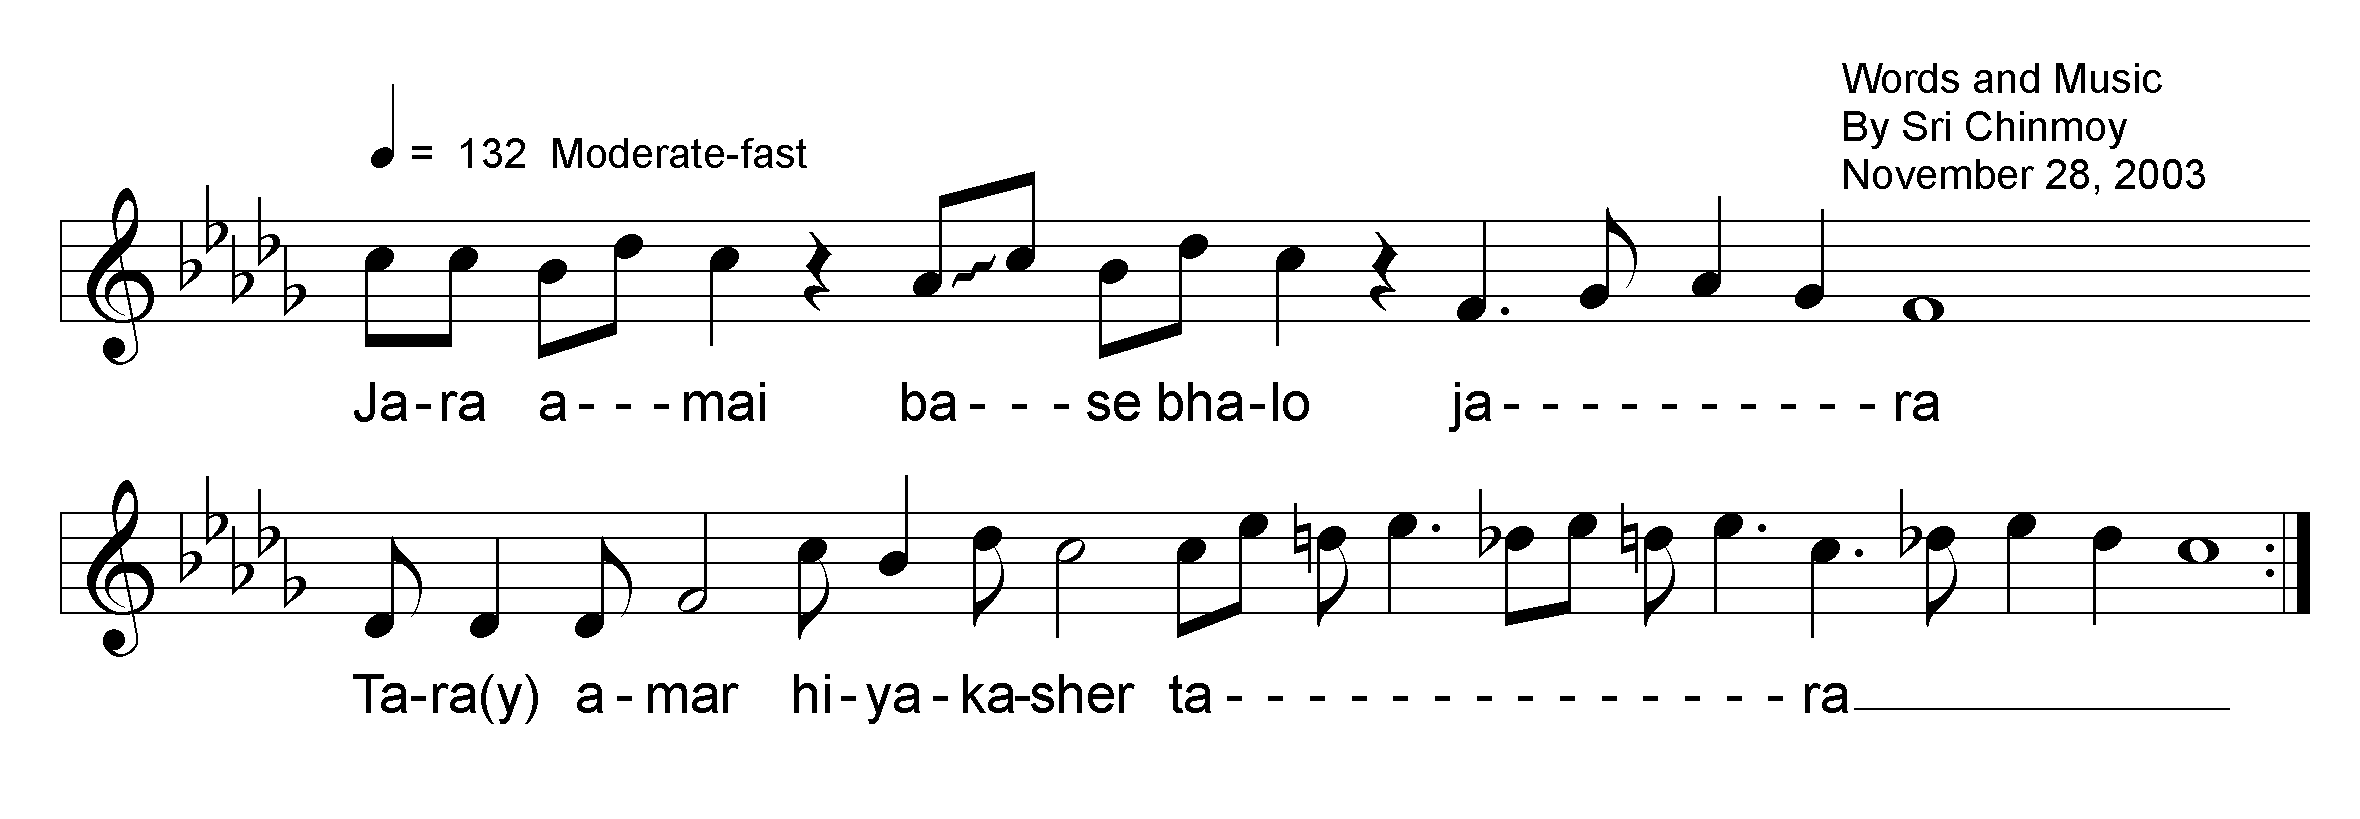 Words and Music
By Sri Chinmoy
November 28, 2003
= 132 Moderate-fast
Ja-ra a---mai ba---se bha-lo ja----------ra
Ta-ra(y) a-mar hi-ya-ka-sher ta---------------ra